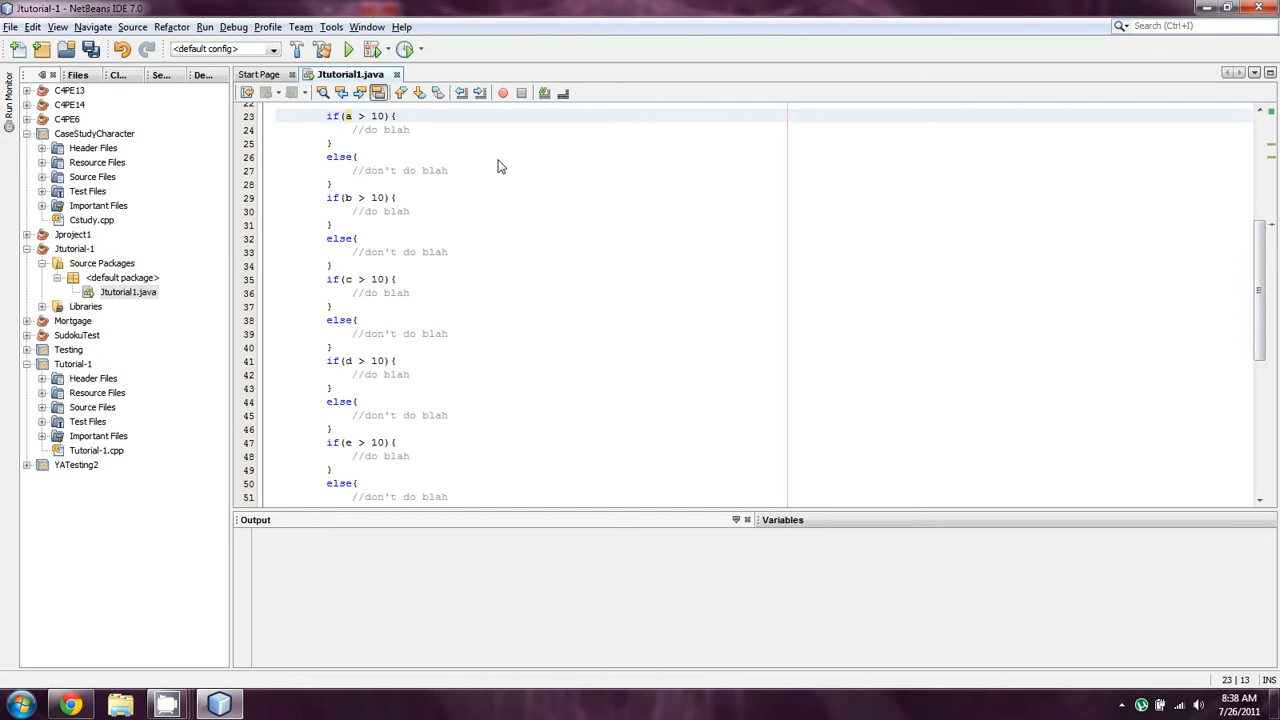 Jtutorial-1 - NetBeans IDE 7.0
File Edit View Navigate Source Refactor Run Debug Profile Team Tools Window Help
Search (Ctrl+I)
<default config>
Files Cl... Se... De...
Start Page Jtutorial1.java
Run Monitor
C4PE13
C4PE14
C4PE6
CaseStudyCharacter
Header Files
Resource Files
Source Files
Test Files
Important Files
Cstudy.cpp
Jproject1
Jtutorial-1
Source Packages
<default package>
Jtutorial1.java
Libraries
Mortgage
SudokuTest
Testing
Tutorial-1
Header Files
Resource Files
Source Files
Test Files
Important Files
Tutorial-1.cpp
YATesting2
22
23 if(a > 10){
24 //do blah
25 }
26 else{
27 //don't do blah
28 }
29 if(b > 10){
30 //do blah
31 }
32 else{
33 //don't do blah
34 }
35 if(c > 10){
36 //do blah
37 }
38 else{
39 //don't do blah
40 }
41 if(d > 10){
42 //do blah
43 }
44 else{
45 //don't do blah
46 }
47 if(e > 10){
48 //do blah
49 }
50 else{
51 //don't do blah
Output
Variables
23 | 13 INS
8:38 AM
7/26/2011